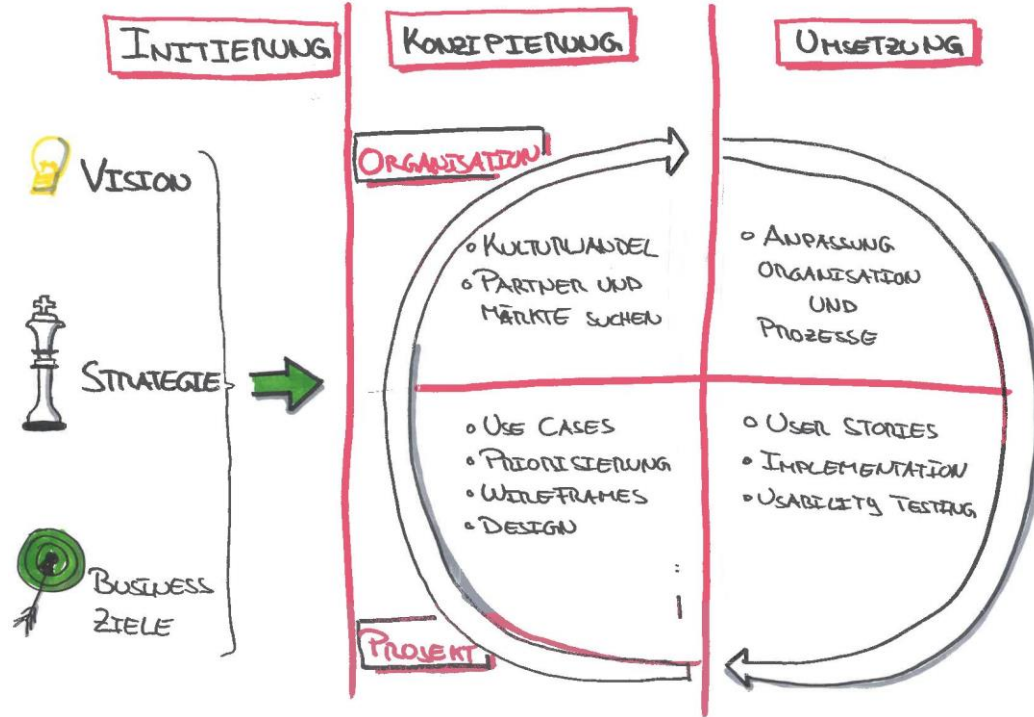 INITIIERUNG
KONZIPIERUNG
UMSETZUNG
VISION
STRATEGIE
BUSINESS
ZIELE
ORGANISATION
• KULTURWANDEL
• PARTNER UND
MÄRKTE SUCHEN
• ANPASSUNG
ORGANISATION
UND
PROZESSE
• USE CASES
• PRIORISIERUNG
• WIREFRAMES
• DESIGN
• USER STORIES
• IMPLEMENTATION
• USABILITY TESTING
PROJEKT